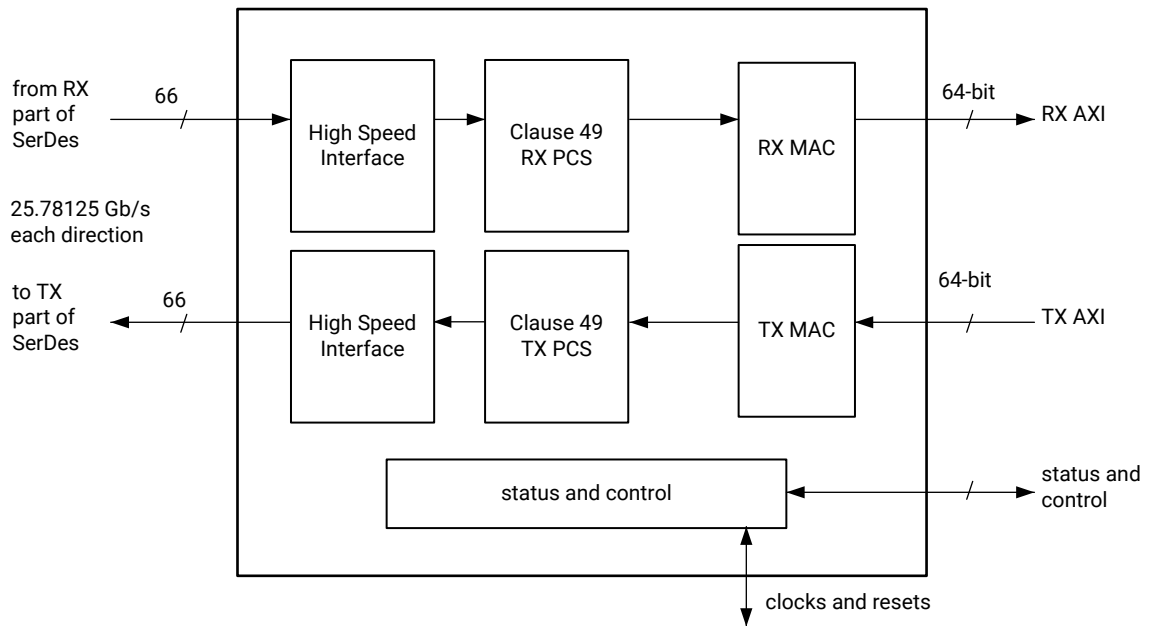 from RX
part of
SerDes
66
High Speed
Interface
Clause 49
RX PCS
RX MAC
64-bit
RX AXI
25.78125 Gb/s
each direction
to TX
part of
SerDes
66
High Speed
Interface
Clause 49
TX PCS
TX MAC
64-bit
TX AXI
status and control
status and
control
clocks and resets